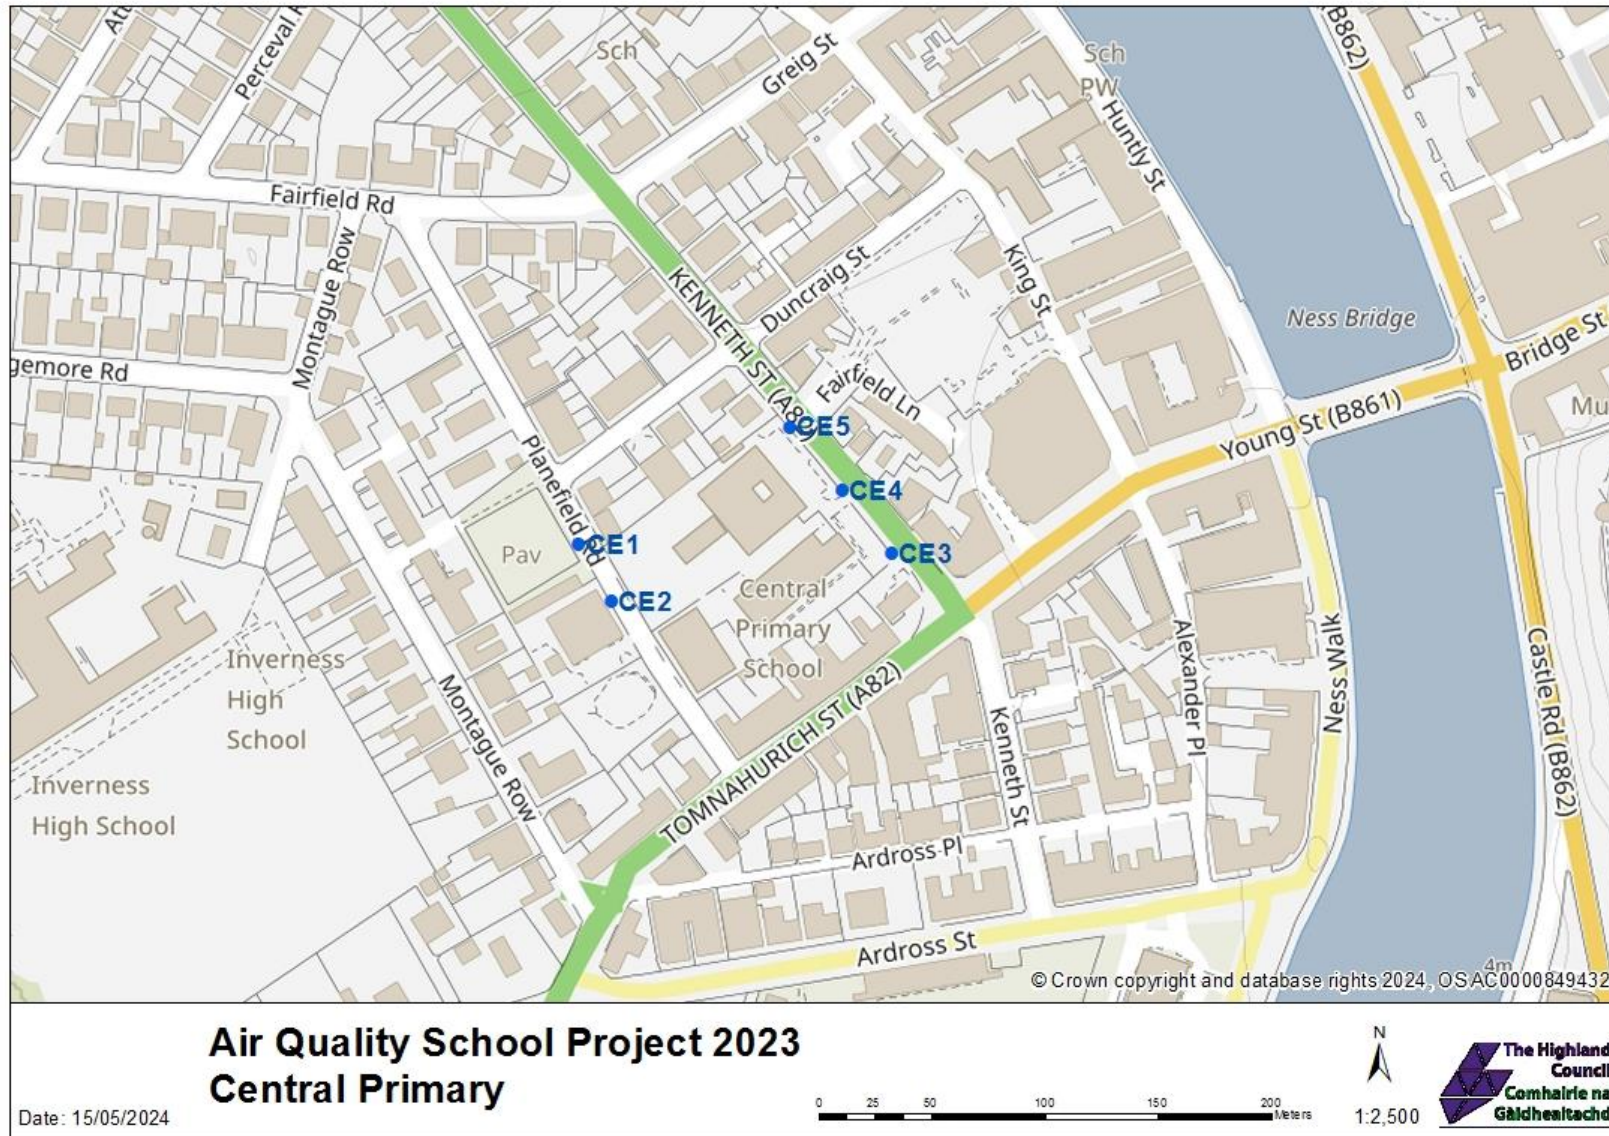 Sch
Sch
PW
Greig St
Huntly St
(B862)
Fairfield Rd
Montague Row
King St
Duncraig St
Ness Bridge
Bridge St
KENNETH ST
Fairfield Ln
CE5
Young St (B861)
Planefield Rd
CE4
Pav
CE1
CE3
CE2
Central
Primary
School
Inverness
High
School
Inverness
High School
Montague Row
TOMNAHURICH ST (A82)
Kenneth St
Alexander Pl
Ness Walk
Castle Rd (B862)
Ardross Pl
Ardross St
4m
© Crown copyright and database rights 2024, OS AC0000849432
Air Quality School Project 2023
Central Primary
Date: 15/05/2024
0 25 50 100 150 200
Meters
N
1:2,500
The Highland
Council
Comhairle na
Gàidhealtachd